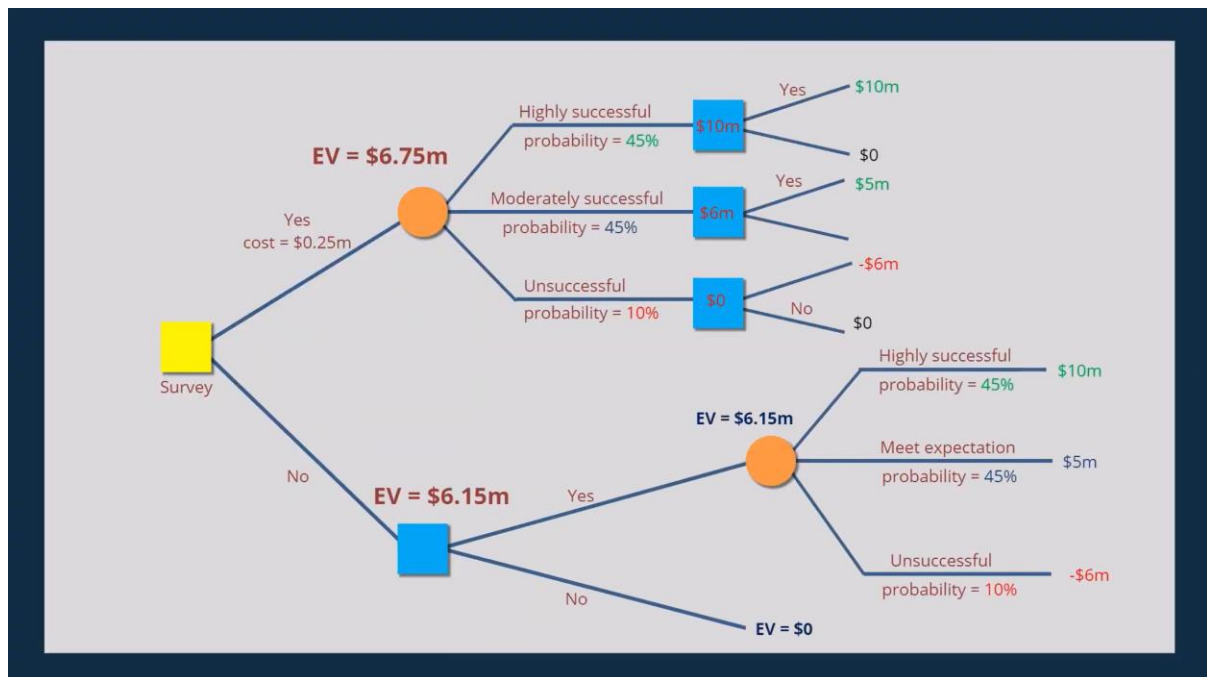 Yes
$10m
Highly successful
$10m
probability = 45%
EV = $6.75m
$0
Yes
$5m
Moderately successful
$6m
probability = 45%
Yes
cost = $0.25m
-$6m
Unsuccessful
$0
probability = 10%
No
$0
Survey
Highly successful
$10m
probability = 45%
EV = $6.15m
Meet expectation
$5m
probability = 45%
No
EV = $6.15m
Yes
Unsuccessful
-$6m
probability = 10%
No
EV = $0